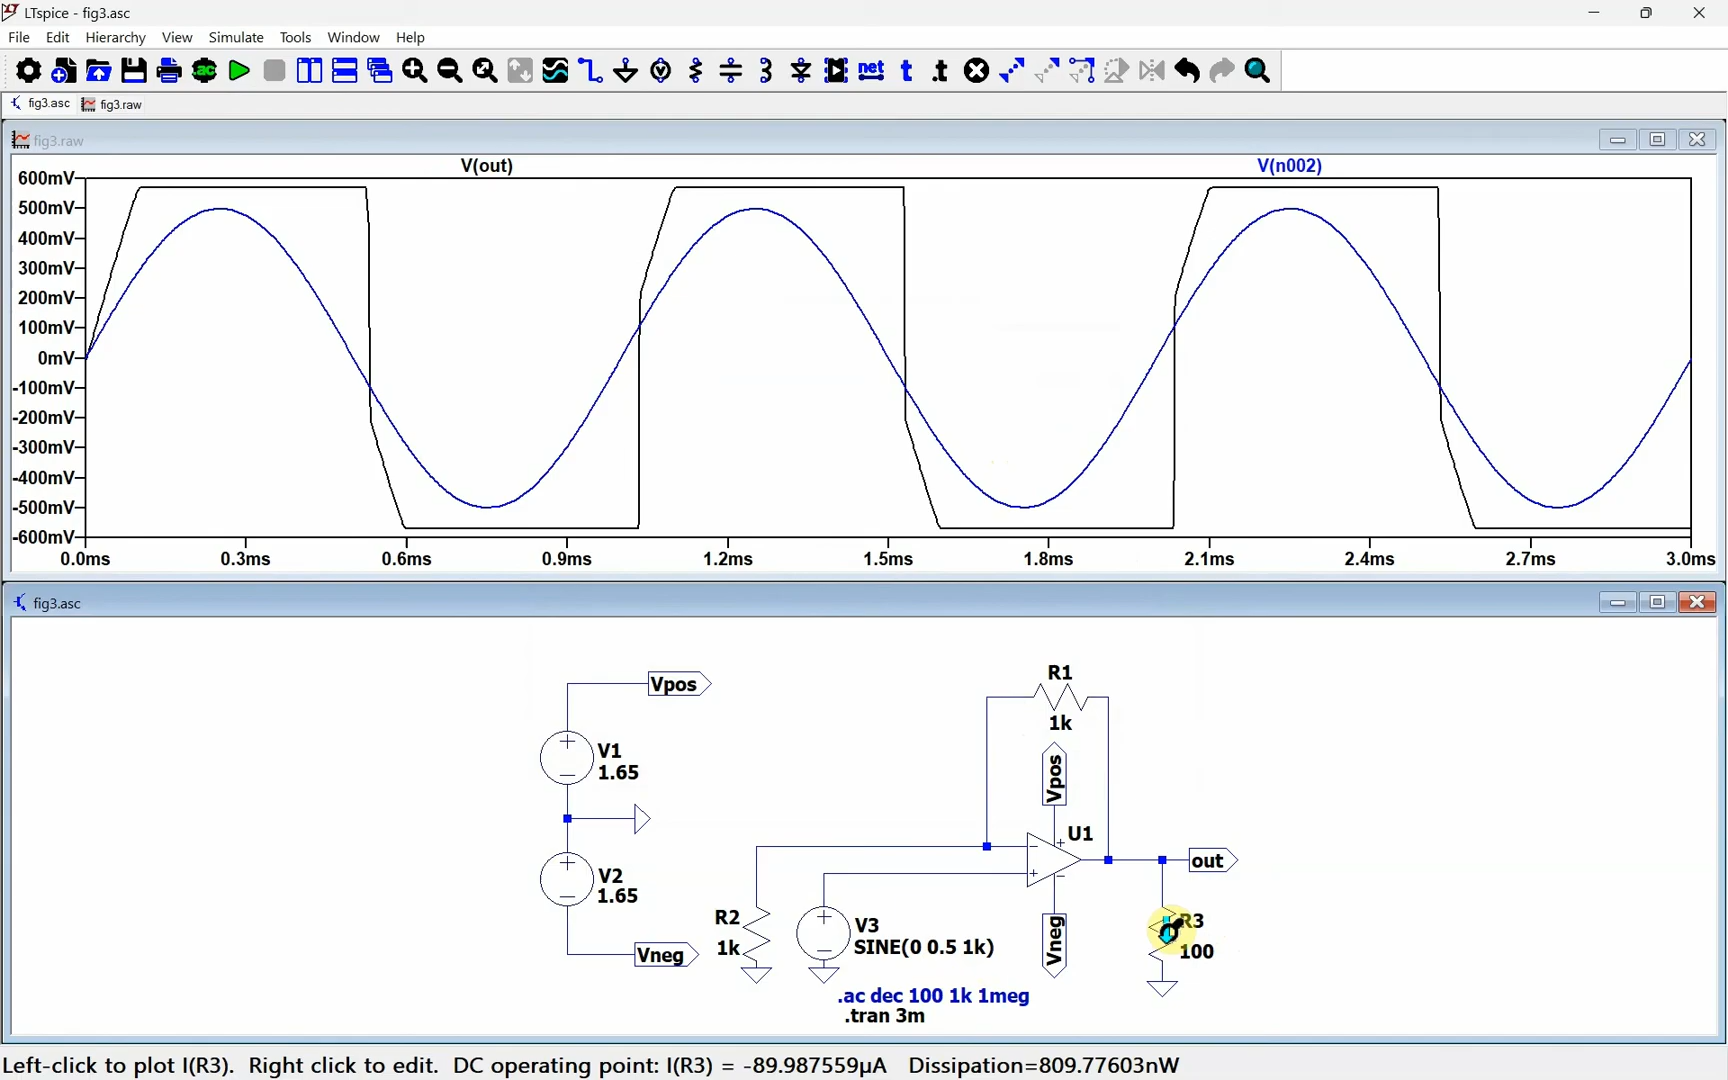 LTspice - fig3.asc
File Edit Hierarchy View Simulate Tools Window Help
.ac net t .t
fig3.asc fig3.raw
fig3.raw
V(out) V(n002)
600mV
500mV
400mV
300mV
200mV
100mV
0mV
-100mV
-200mV
-300mV
-400mV
-500mV
-600mV
0.0ms 0.3ms 0.6ms 0.9ms 1.2ms 1.5ms 1.8ms 2.1ms 2.4ms 2.7ms 3.0ms
fig3.asc
R1
1k
Vpos
V1
1.65
Vpos
U1
V2
1.65
out
R2
1k
V3
SINE(0 0.5 1k)
Vneg
R3
100
Vneg
.ac dec 100 1k 1meg
.tran 3m
Left-click to plot I(R3). Right click to edit. DC operating point: I(R3) = -89.987559µA Dissipation=809.77603nW